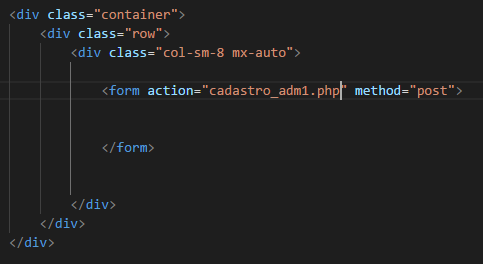 <div class="container">
<div class="row">
<div class="col-sm-8 mx-auto">
<form action="cadastro_adm1.php" method="post">
</form>
</div>
</div>
</div>